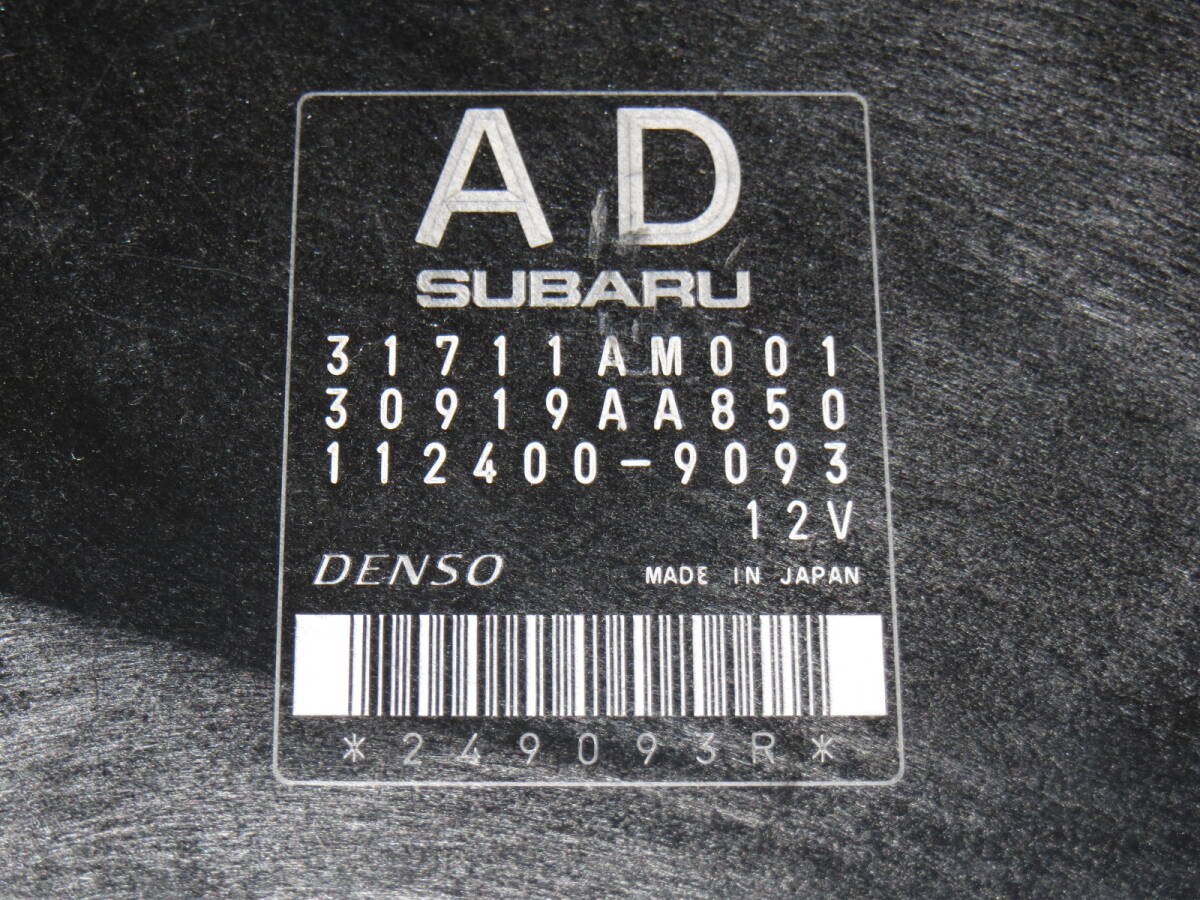 AD
SUBARU
31711AM001
30919AA850
112400-9093
12V
DENSO MADE IN JAPAN
*249093R*